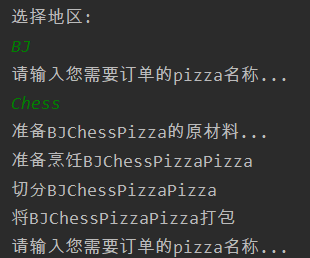 选择地区:
BJ
请输入您需要订单的pizza名称...
Chess
准备BJChessPizza的原材料...
准备烹饪BJChessPizzaPizza
切分BJChessPizzaPizza
将BJChessPizzaPizza打包
请输入您需要订单的pizza名称...